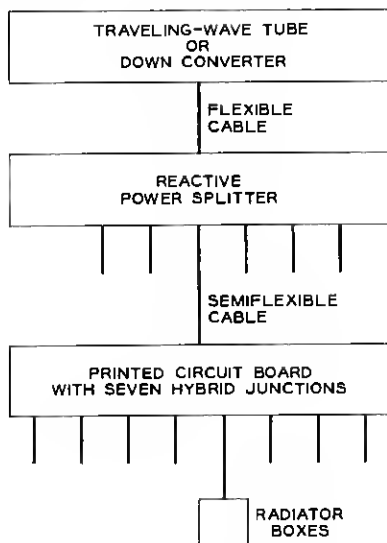 TRAVELING-WAVE TUBE
OR
DOWN CONVERTER
FLEXIBLE
CABLE
REACTIVE
POWER SPLITTER
SEMIFLEXIBLE
CABLE
PRINTED CIRCUIT BOARD
WITH SEVEN HYBRID JUNCTIONS
RADIATOR
BOXES